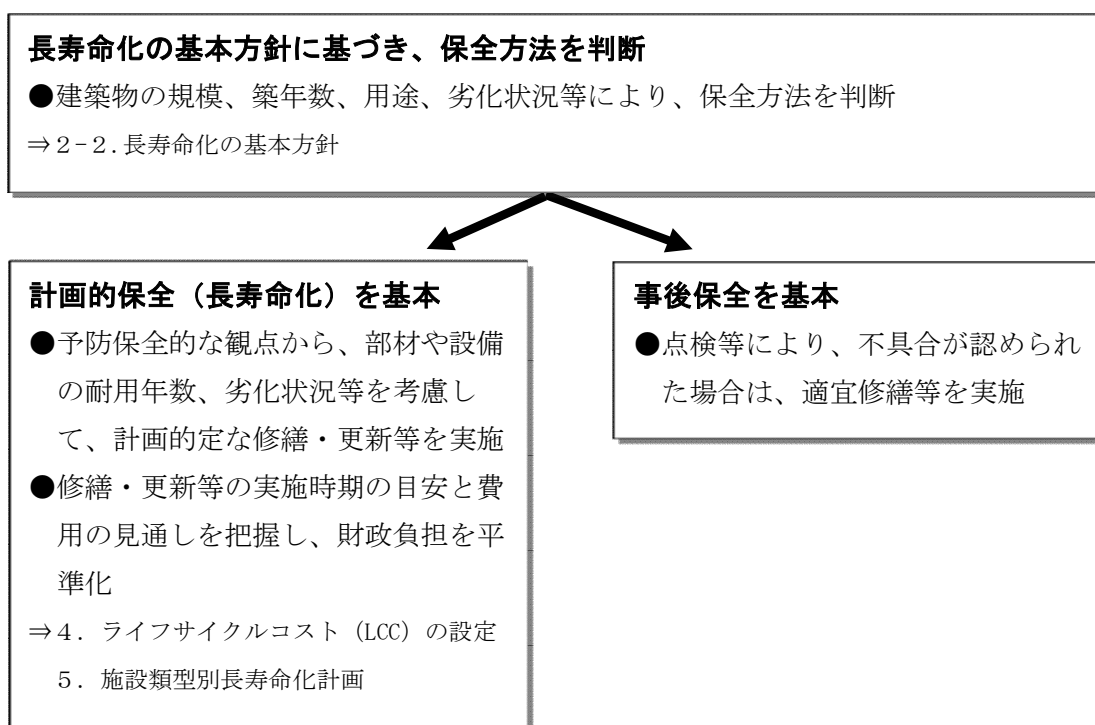 長寿命化の基本方針に基づき、保全方法を判断
●建築物の規模、築年数、用途、劣化状況等により、保全方法を判断
⇒２−２.長寿命化の基本方針
計画的保全（長寿命化）を基本
●予防保全的な観点から、部材や設備
の耐用年数、劣化状況等を考慮し
て、計画的定な修繕・更新等を実施
●修繕・更新等の実施時期の目安と費
用の見通しを把握し、財政負担を平
準化
⇒４．ライフサイクルコスト（LCC）の設定
５．施設類型別長寿命化計画
事後保全を基本
●点検等により、不具合が認められ
た場合は、適宜修繕等を実施